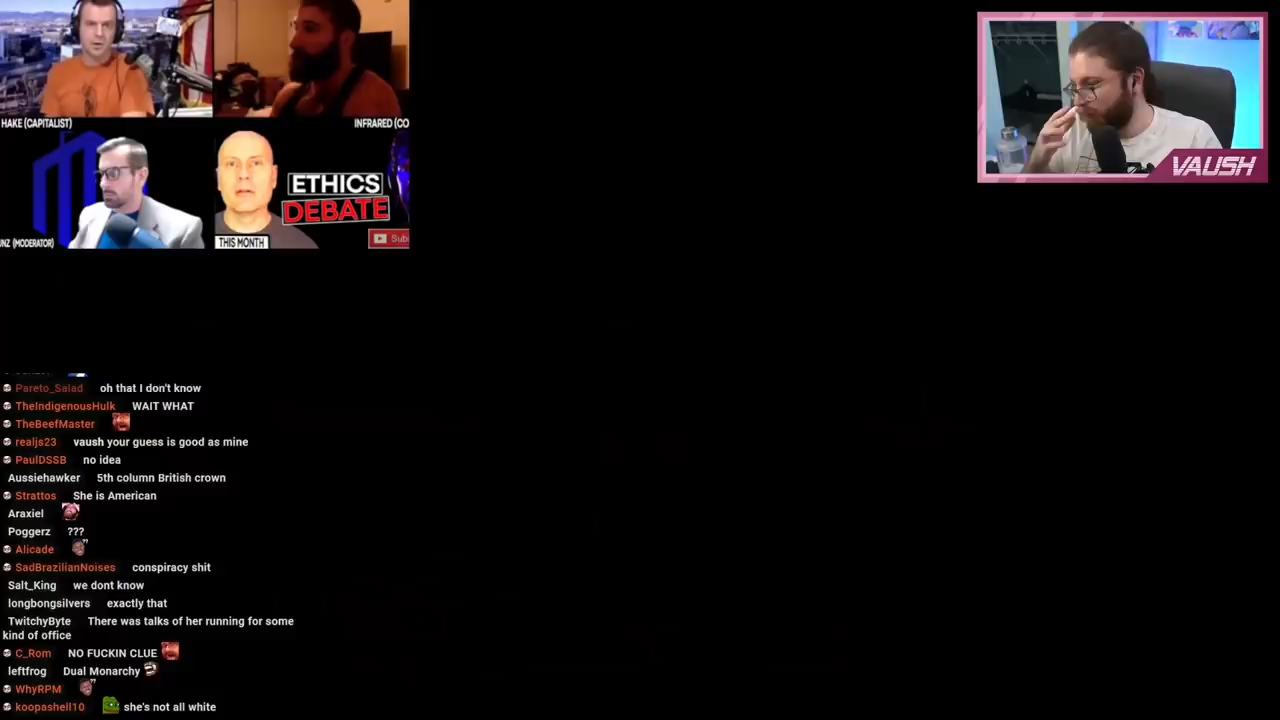 HAKE (CAPITALIST)
INFRARED (CO
ETHICS
DEBATE
UNZ (MODERATOR)
THIS MONTH
VAUSH
Pareto_Salad oh that I don't know
TheIndigenousHulk WAIT WHAT
TheBeefMaster
realjs23 vaush your guess is good as mine
PaulDSSB no idea
Aussiehawker 5th column British crown
Strattos She is American
Araxiel
Poggerz ???
Alicade
SadBrazilianNoises conspiracy shit
Salt_King we dont know
longbongsilvers exactly that
TwitchyByte There was talks of her running for some
kind of office
C_Rom NO FUCKIN CLUE
leftfrog Dual Monarchy
WhyRPM
koopashell10 she's not all white